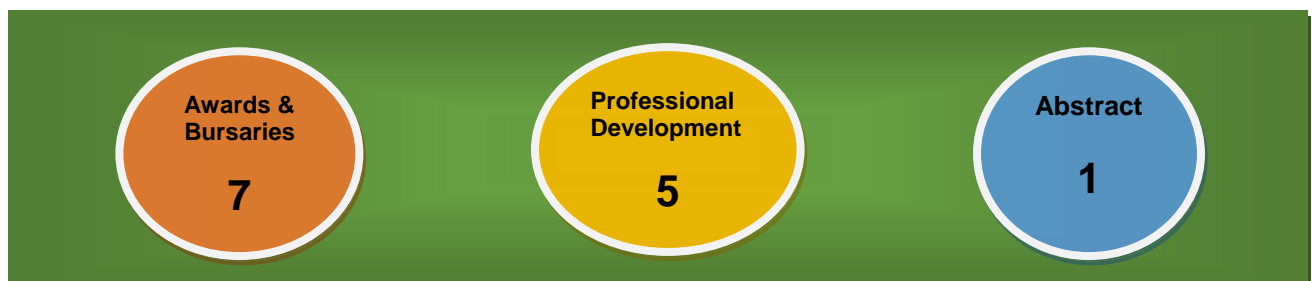 Awards &
Bursaries
7
Professional
Development
5
Abstract
1